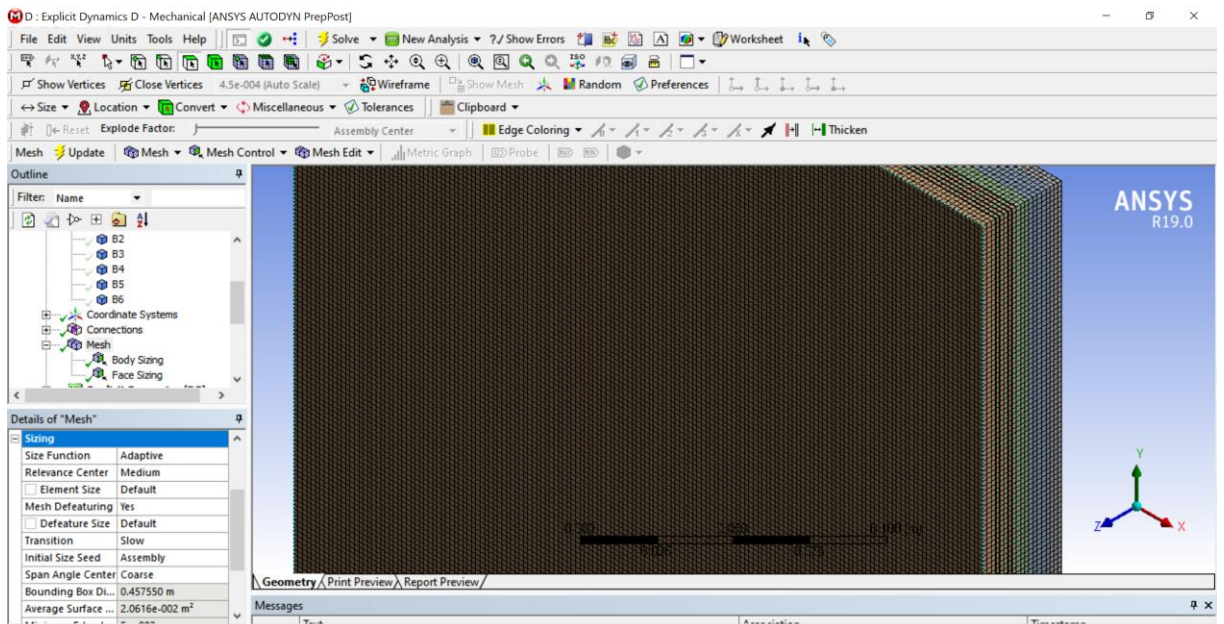 D : Explicit Dynamics D - Mechanical [ANSYS AUTODYN PrepPost]
File Edit View Units Tools Help Solve New Analysis ?/ Show Errors Worksheet
Show Vertices Close Vertices 4.5e-004 (Auto Scale) Wireframe Show Mesh Random Preferences
Size Location Convert Miscellaneous Tolerances Clipboard
Reset Explode Factor: Assembly Center Edge Coloring Thicken
Mesh Update Mesh Mesh Control Mesh Edit Metric Graph Probe
Outline
Filter: Name
B2
B3
B4
B5
B6
Coordinate Systems
Connections
Mesh
Body Sizing
Face Sizing
Details of "Mesh"
Sizing
Size Function Adaptive
Relevance Center Medium
Element Size Default
Mesh Defeaturing Yes
Defeature Size Default
Transition Slow
Initial Size Seed Assembly
Span Angle Center Coarse
Bounding Box Di... 0.457550 m
Average Surface ... 2.0616e-002 m²
ANSYS
R19.0
Y
Z
X
Geometry Print Preview Report Preview
Messages
Text Association Timestamp